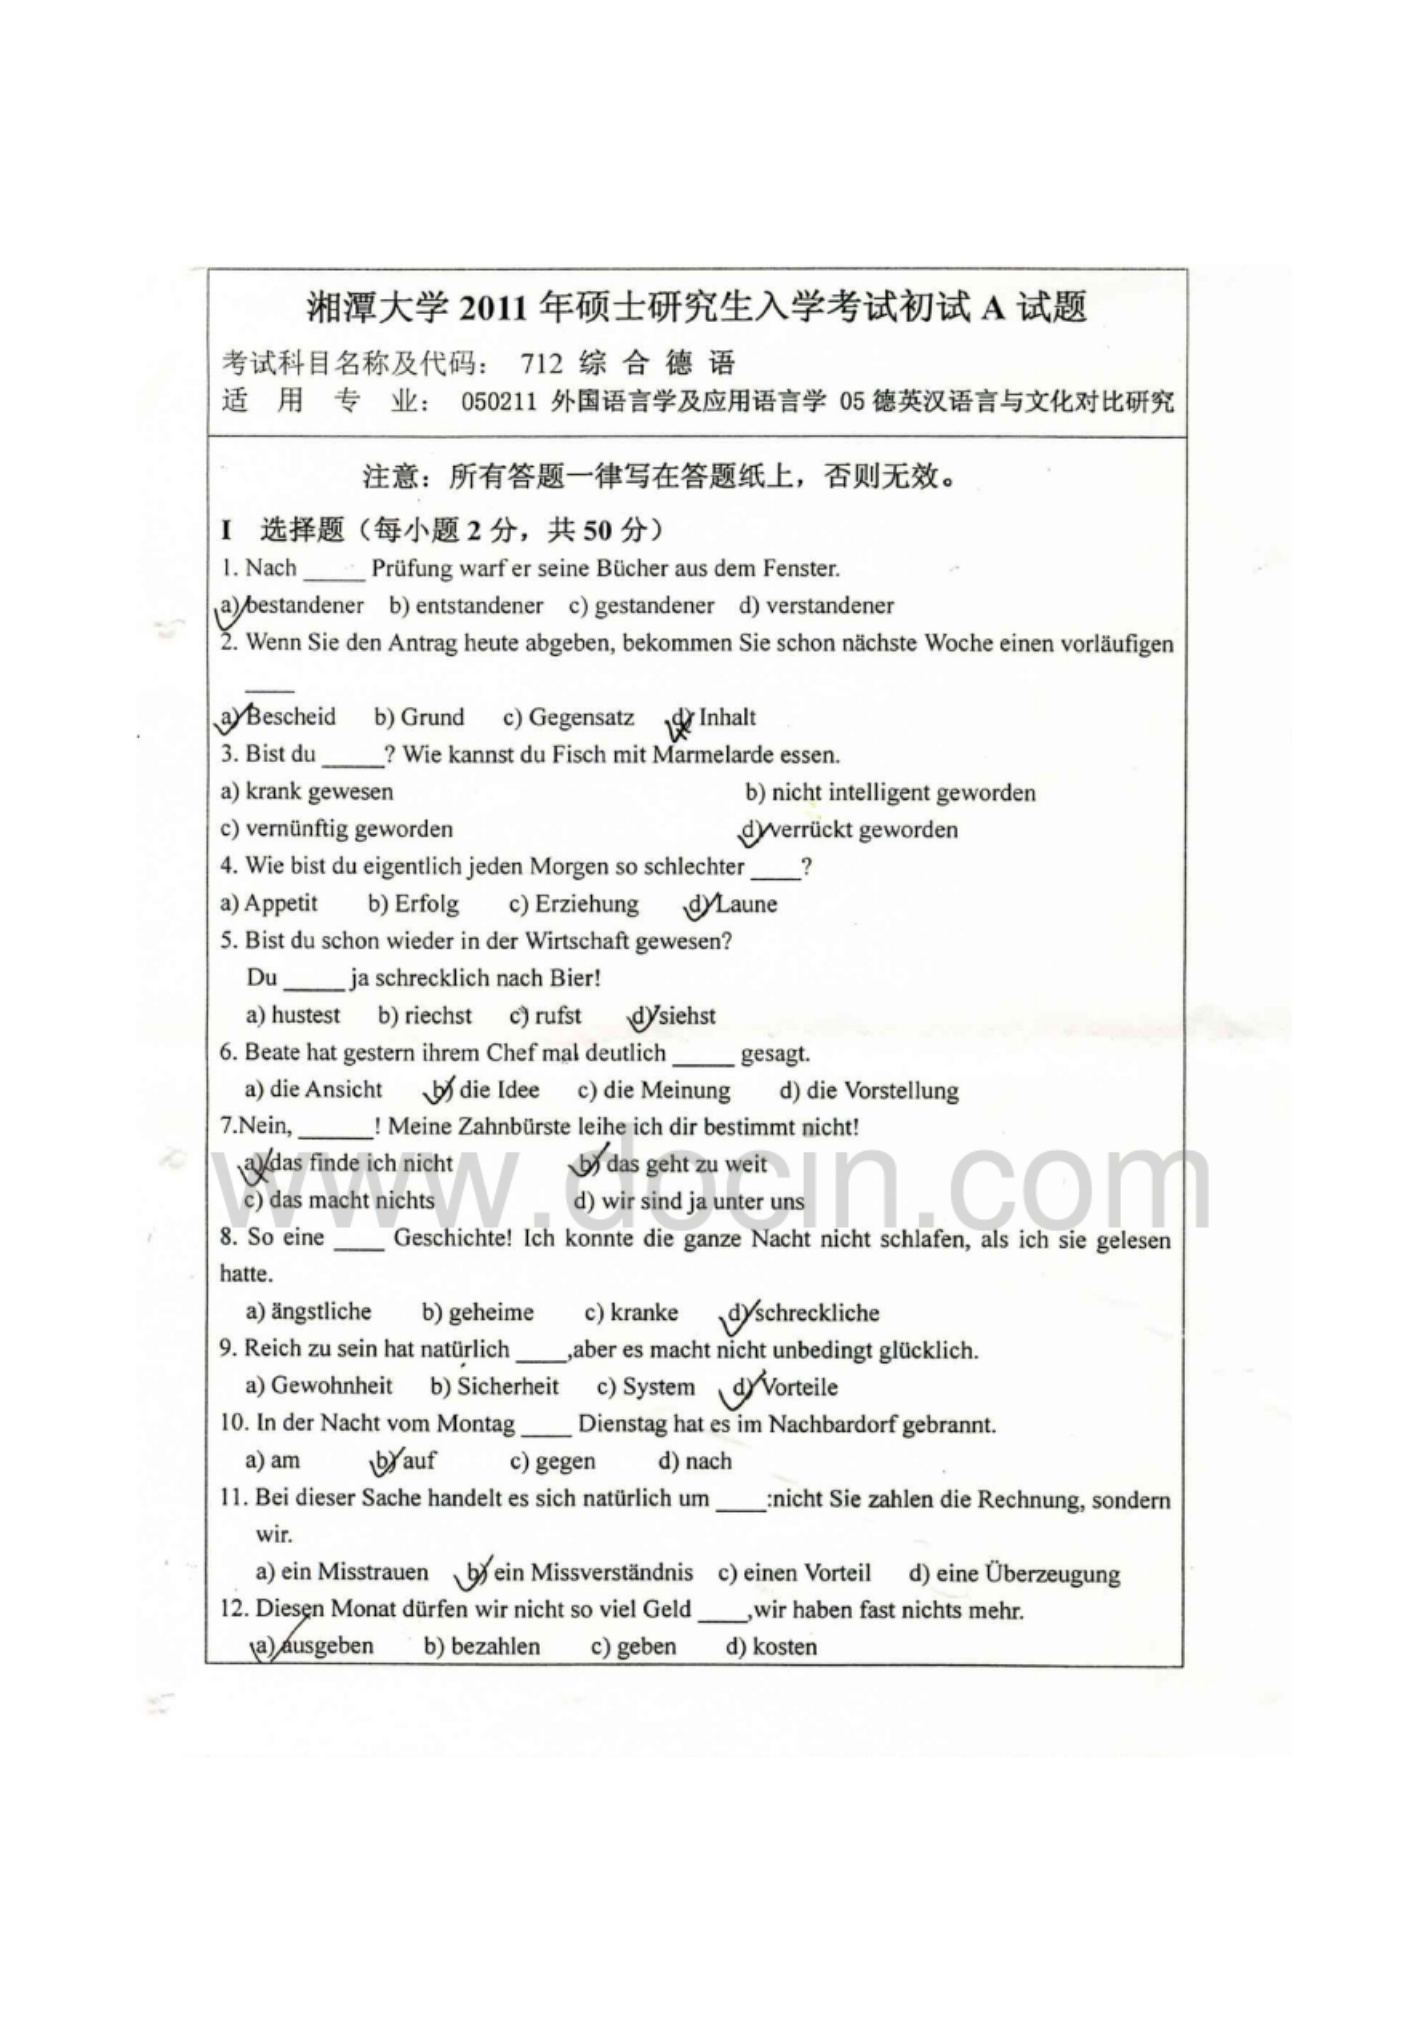 湘潭大学 2011 年硕士研究生入学考试初试 A 试题
考试科目名称及代码： 712 综 合 德 语
适 用 专 业： 050211 外国语言学及应用语言学 05 德英汉语言与文化对比研究
注意：所有答题一律写在答题纸上，否则无效。
I 选择题（每小题 2 分，共 50 分）
1. Nach _____ Prüfung warf er seine Bücher aus dem Fenster.
a) bestandener b) entstandener c) gestandener d) verstandener
2. Wenn Sie den Antrag heute abgeben, bekommen Sie schon nächste Woche einen vorläufigen
____
a) Bescheid b) Grund c) Gegensatz d) Inhalt
3. Bist du _____? Wie kannst du Fisch mit Marmelarde essen.
a) krank gewesen b) nicht intelligent geworden
c) vernünftig geworden d) verrückt geworden
4. Wie bist du eigentlich jeden Morgen so schlechter ____?
a) Appetit b) Erfolg c) Erziehung d) Laune
5. Bist du schon wieder in der Wirtschaft gewesen?
Du _____ ja schrecklich nach Bier!
a) hustest b) riechst c) rufst d) siehst
6. Beate hat gestern ihrem Chef mal deutlich _____ gesagt.
a) die Ansicht b) die Idee c) die Meinung d) die Vorstellung
7.Nein, ______! Meine Zahnbürste leihe ich dir bestimmt nicht!
a) das finde ich nicht b) das geht zu weit
www.docin.com
c) das macht nichts d) wir sind ja unter uns
8. So eine ____ Geschichte! Ich konnte die ganze Nacht nicht schlafen, als ich sie gelesen
hatte.
a) ängstliche b) geheime c) kranke d) schreckliche
9. Reich zu sein hat natürlich ____,aber es macht nicht unbedingt glücklich.
a) Gewohnheit b) Sicherheit c) System d) Vorteile
10. In der Nacht vom Montag ____ Dienstag hat es im Nachbardorf gebrannt.
a) am b) auf c) gegen d) nach
11. Bei dieser Sache handelt es sich natürlich um ____:nicht Sie zahlen die Rechnung, sondern
wir.
a) ein Misstrauen b) ein Missverständnis c) einen Vorteil d) eine Überzeugung
12. Diesen Monat dürfen wir nicht so viel Geld ____,wir haben fast nichts mehr.
a) ausgeben b) bezahlen c) geben d) kosten